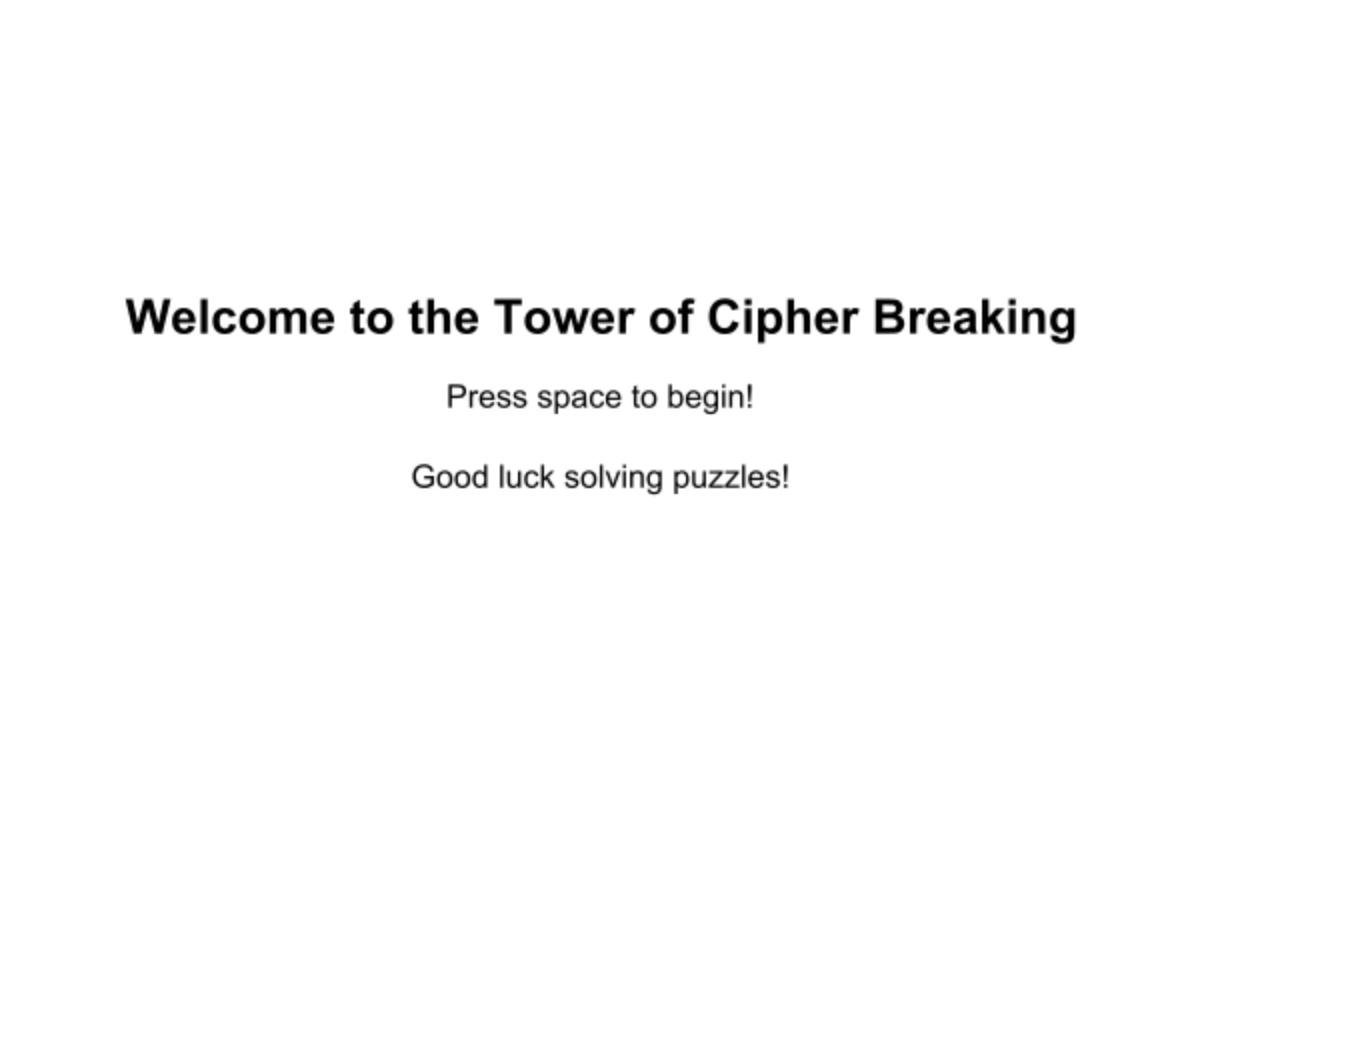 Welcome to the Tower of Cipher Breaking
Press space to begin!
Good luck solving puzzles!